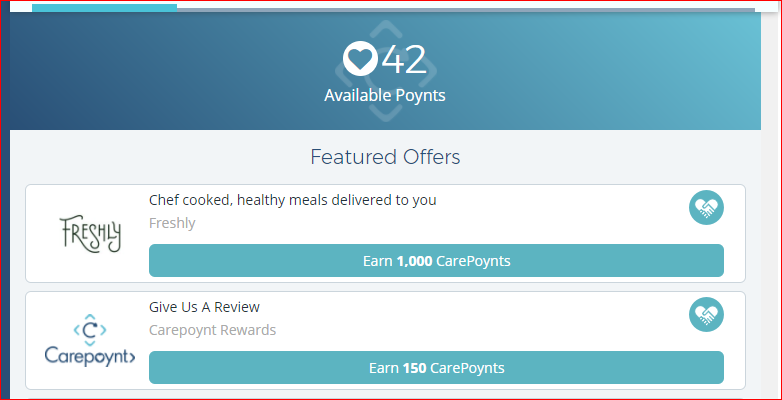 42
Available Poynts
Featured Offers
Chef cooked, healthy meals delivered to you
Freshly
FRESHLY
Earn 1,000 CarePoynts
Give Us A Review
Carepoynt Rewards
Carepoynt
Earn 150 CarePoynts